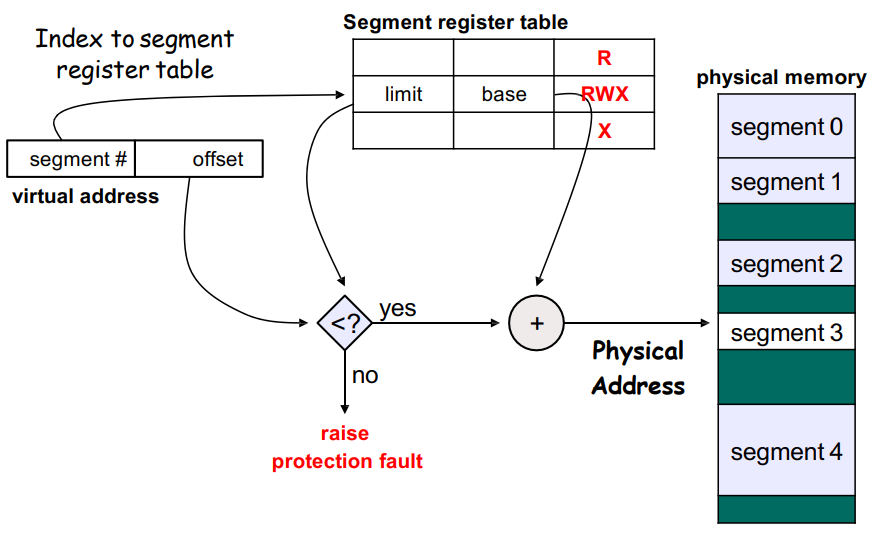 Segment register table
Index to segment
register table
R
limit base RWX
X
physical memory
segment 0
segment 1
segment 2
segment 3
segment 4
segment # offset
virtual address
<?
yes
+
no
Physical
Address
raise
protection fault